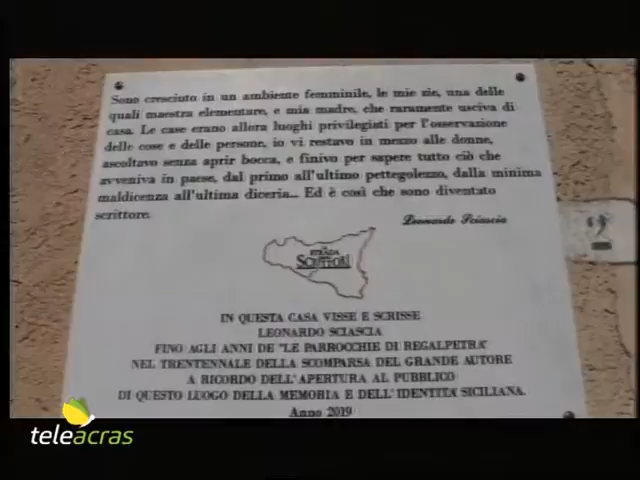 Sono cresciuto in un ambiente femminile, le mie zie, una delle
quali maestra elementare, e mia madre, che raramente usciva di
casa. Le case erano allora luoghi privilegiati per l'osservazione
delle cose e delle persone, io vi restavo in mezzo alle donne,
ascoltavo senza aprir bocca, e finivo per sapere tutto ciò che
avveniva in paese, dal primo all'ultimo pettegolezzo, dalla minima
maldicenza all'ultima diceria... Ed è così che sono diventato
scrittore.
Leonardo Sciascia
STRADA
SCRITTORI
IN QUESTA CASA VISSE E SCRISSE
LEONARDO SCIASCIA
FINO AGLI ANNI DE "LE PARROCCHIE DI REGALPETRA"
NEL TRENTENNALE DELLA SCOMPARSA DEL GRANDE AUTORE
A RICORDO DELL'APERTURA AL PUBBLICO
DI QUESTO LUOGO DELLA MEMORIA E DELL'IDENTITÀ SICILIANA.
Anno 2019
teleacras